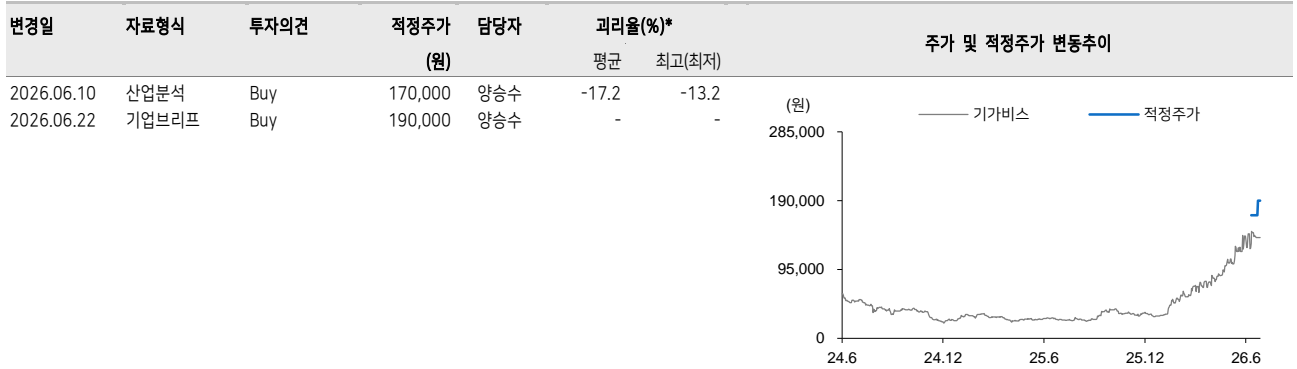 변경일 자료형식 투자의견 적정주가 담당자 괴리율(%)*
(원) 평균 최고(최저)
2026.06.10 산업분석 Buy 170,000 양승수 -17.2 -13.2
2026.06.22 기업브리프 Buy 190,000 양승수 - -
주가 및 적정주가 변동추이
(원) 기가비스 적정주가
285,000
190,000
95,000
0
24.6 24.12 25.6 25.12 26.6